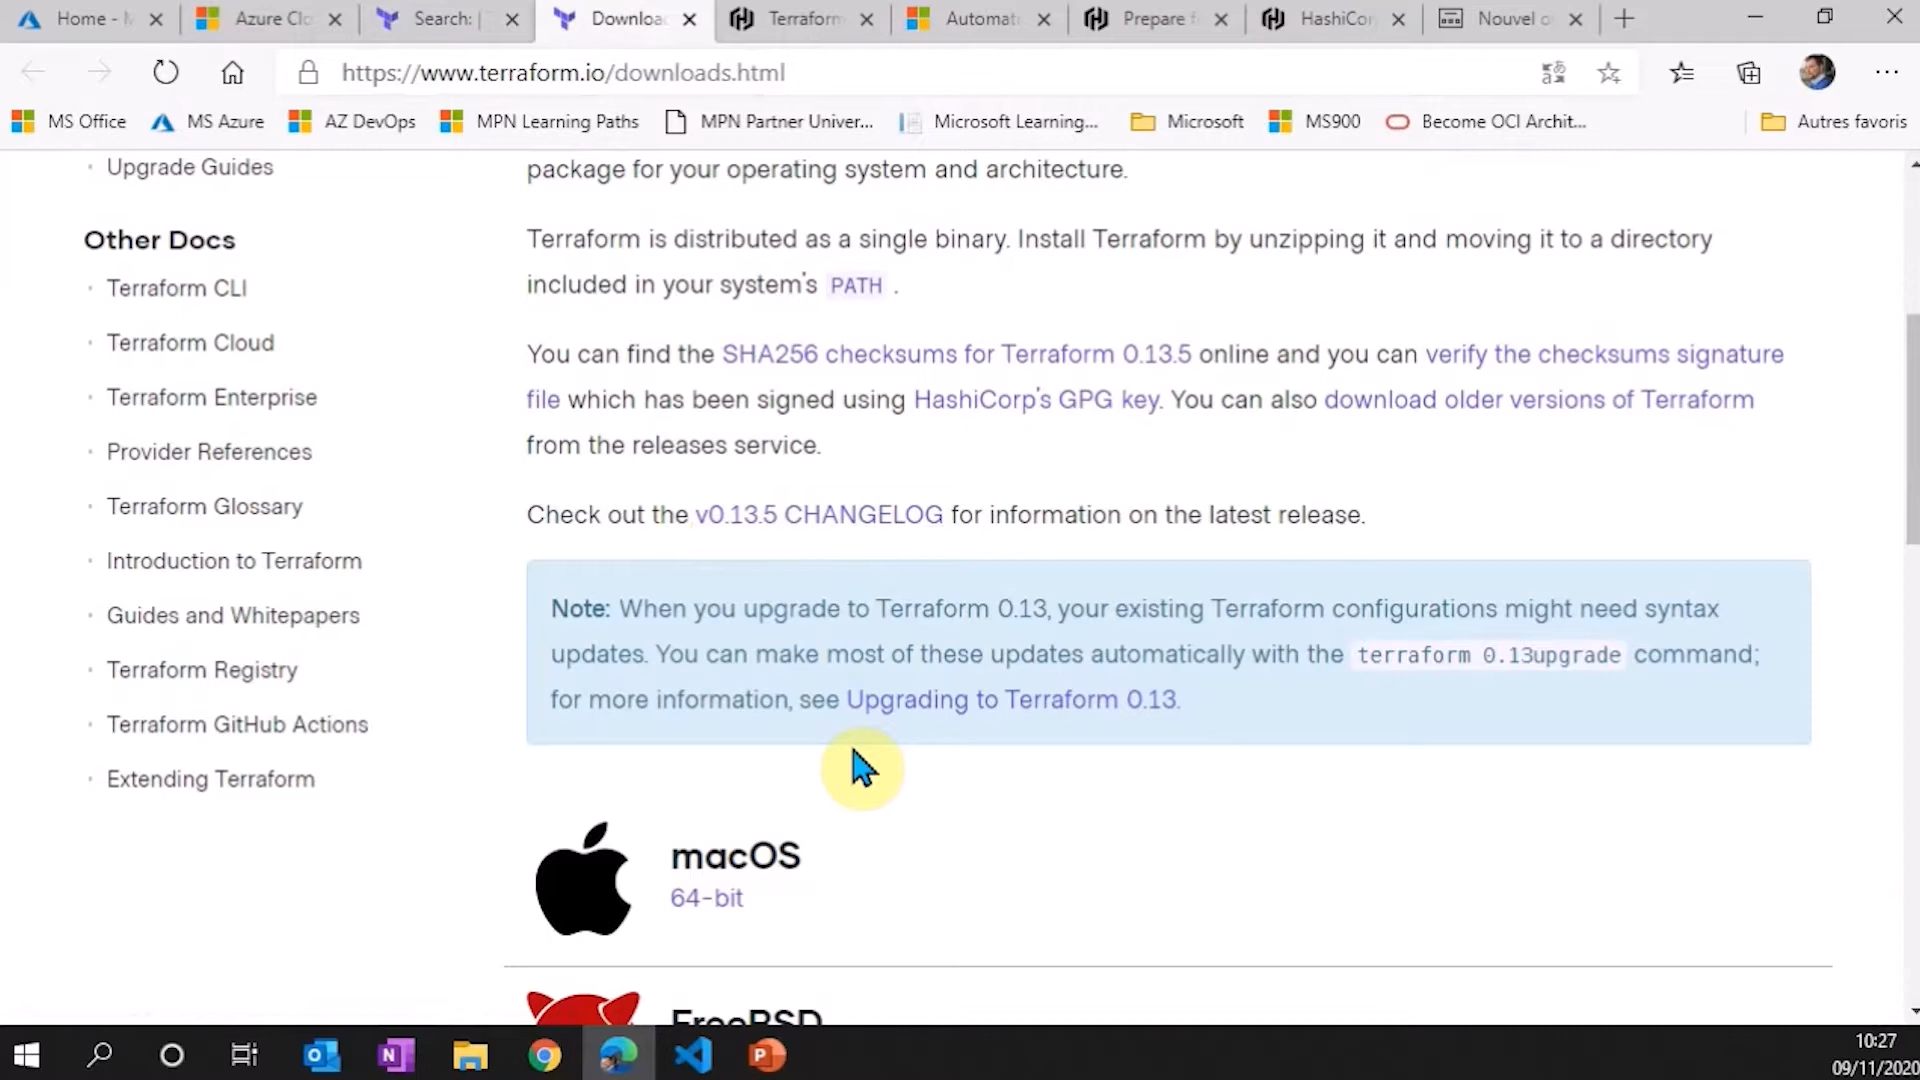 Home - M
Azure Clo
Search: |
Download
Terraform
Automat
Prepare f
HashiCor
Nouvel o
https://www.terraform.io/downloads.html
MS Office
MS Azure
AZ DevOps
MPN Learning Paths
MPN Partner Univer...
Microsoft Learning...
Microsoft
MS900
Become OCI Archit...
Autres favoris
Upgrade Guides
Other Docs
Terraform CLI
Terraform Cloud
Terraform Enterprise
Provider References
Terraform Glossary
Introduction to Terraform
Guides and Whitepapers
Terraform Registry
Terraform GitHub Actions
Extending Terraform
package for your operating system and architecture.
Terraform is distributed as a single binary. Install Terraform by unzipping it and moving it to a directory
included in your system's PATH .
You can find the SHA256 checksums for Terraform 0.13.5 online and you can verify the checksums signature
file which has been signed using HashiCorp's GPG key. You can also download older versions of Terraform
from the releases service.
Check out the v0.13.5 CHANGELOG for information on the latest release.
Note: When you upgrade to Terraform 0.13, your existing Terraform configurations might need syntax
updates. You can make most of these updates automatically with the terraform 0.13upgrade command;
for more information, see Upgrading to Terraform 0.13.
macOS
64-bit
FreeBSD
10:27
09/11/2020